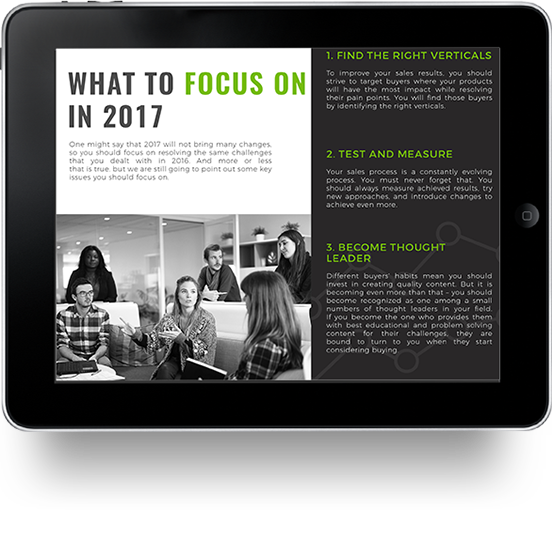 WHAT TO FOCUS ON
IN 2017
One might say that 2017 will not bring many changes,
so you should focus on resolving the same challenges
that you dealt with in 2016. And more or less
that is true, but we are still going to point out some key
issues you should focus on.
1. FIND THE RIGHT VERTICALS
To improve your sales results, you should
strive to target buyers where your products
will have the most impact while resolving
their pain points. You will find those buyers
by identifying the right verticals.
2. TEST AND MEASURE
Your sales process is a constantly evolving
process. You must never forget that. You
should always measure achieved results, try
new approaches, and introduce changes to
achieve even more.
3. BECOME THOUGHT
LEADER
Different buyers' habits mean you should
invest in creating quality content. But it is
becoming even more than that – you should
become recognized as one among a small
numbers of thought leaders in your field.
If you become the one who provides them
with best educational and problem solving
content for their challenges, they are
bound to turn to you when they start
considering buying